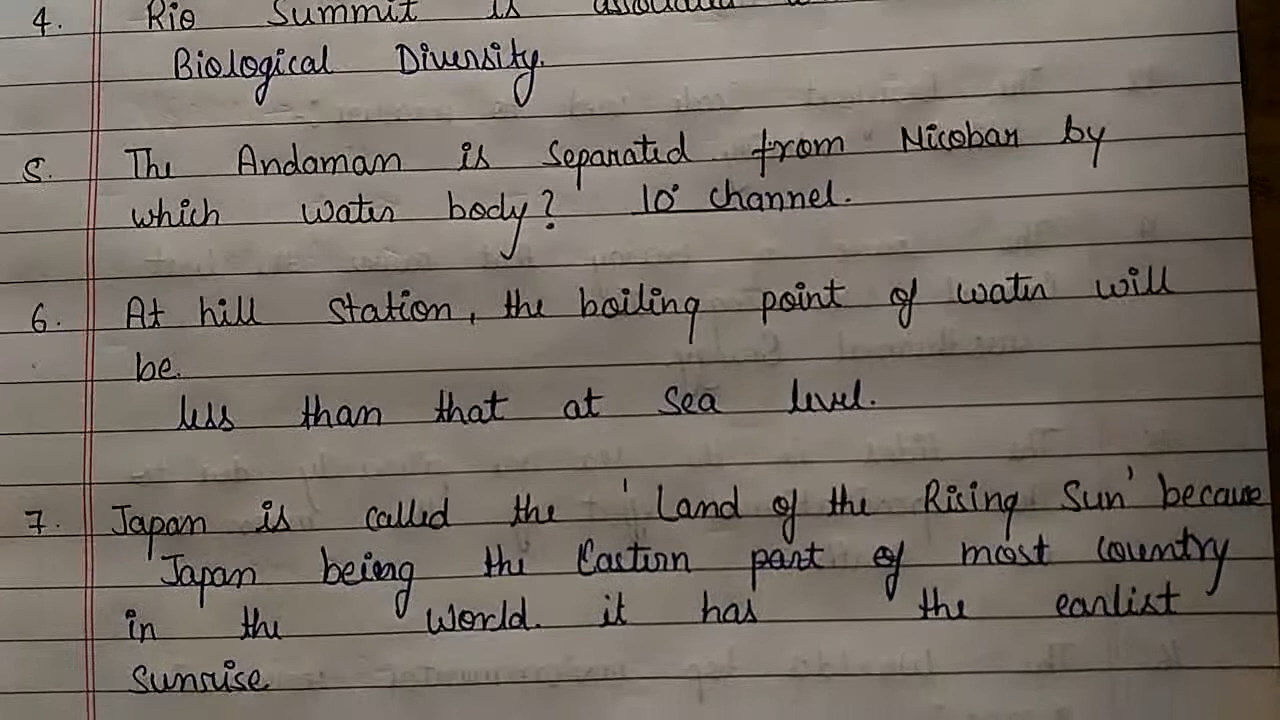 4. Rio Summit is associated
Biological Diversity.
5. The Andaman is separated from Nicobar by
which water body? 10° channel.
6. At hill station, the boiling point of water will
be.
less than that at sea level.
7. Japan is called the 'Land of the Rising Sun' because
Japan being the Eastern part of most country
in the world. it has the earlist
sunrise